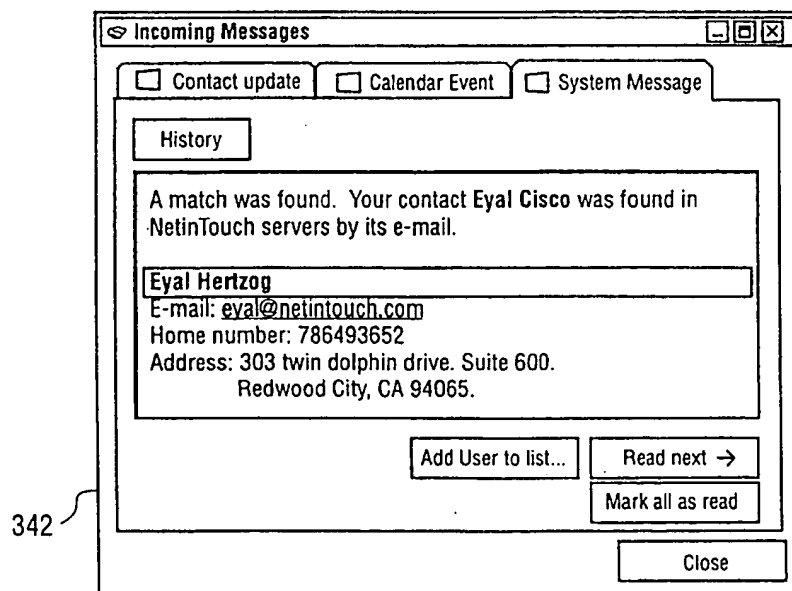 Incoming Messages
Contact update Calendar Event System Message
History
A match was found. Your contact Eyal Cisco was found in
NetinTouch servers by its e-mail.
Eyal Hertzog
E-mail: eyal@netintouch.com
Home number: 786493652
Address: 303 twin dolphin drive. Suite 600.
Redwood City, CA 94065.
Add User to list... Read next →
Mark all as read
342
Close